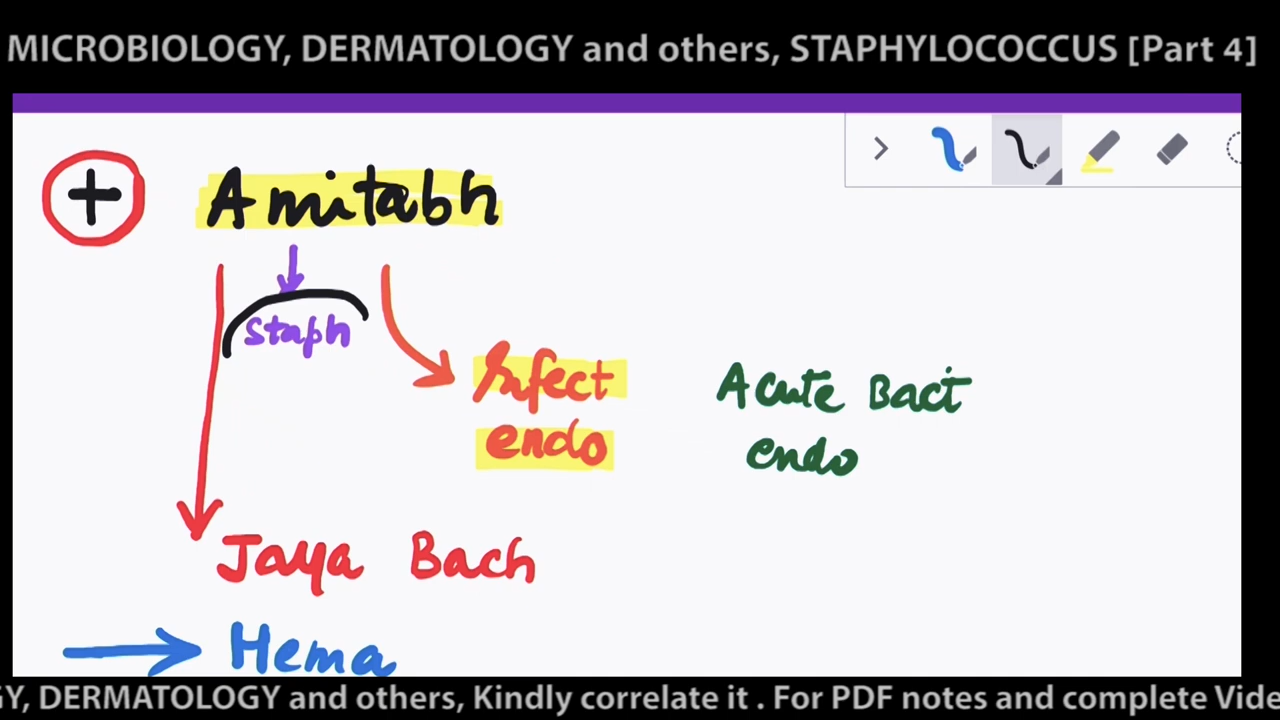 MICROBIOLOGY, DERMATOLOGY and others, STAPHYLOCOCCUS [Part 4]
+ Amitabh
Staph
Infect
endo
Acute Bact
endo
Jaya Bach
Hema
GY, DERMATOLOGY and others, Kindly correlate it . For PDF notes and complete Vide